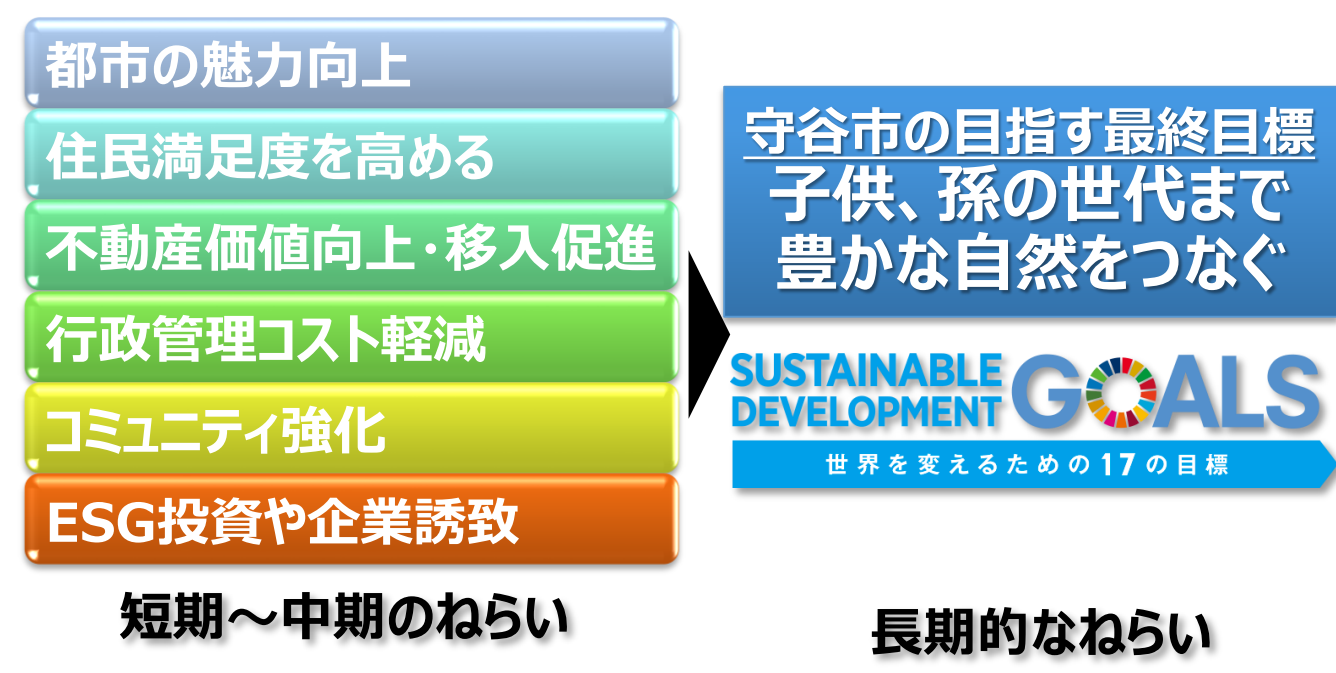 都市の魅力向上
住民満足度を高める
不動産価値向上・移入促進
行政管理コスト軽減
コミュニティ強化
ESG投資や企業誘致
短期～中期のねらい
守谷市の目指す最終目標
子供、孫の世代まで
豊かな自然をつなぐ
SUSTAINABLE
DEVELOPMENT
GOALS
世界を変えるための17の目標
長期的なねらい